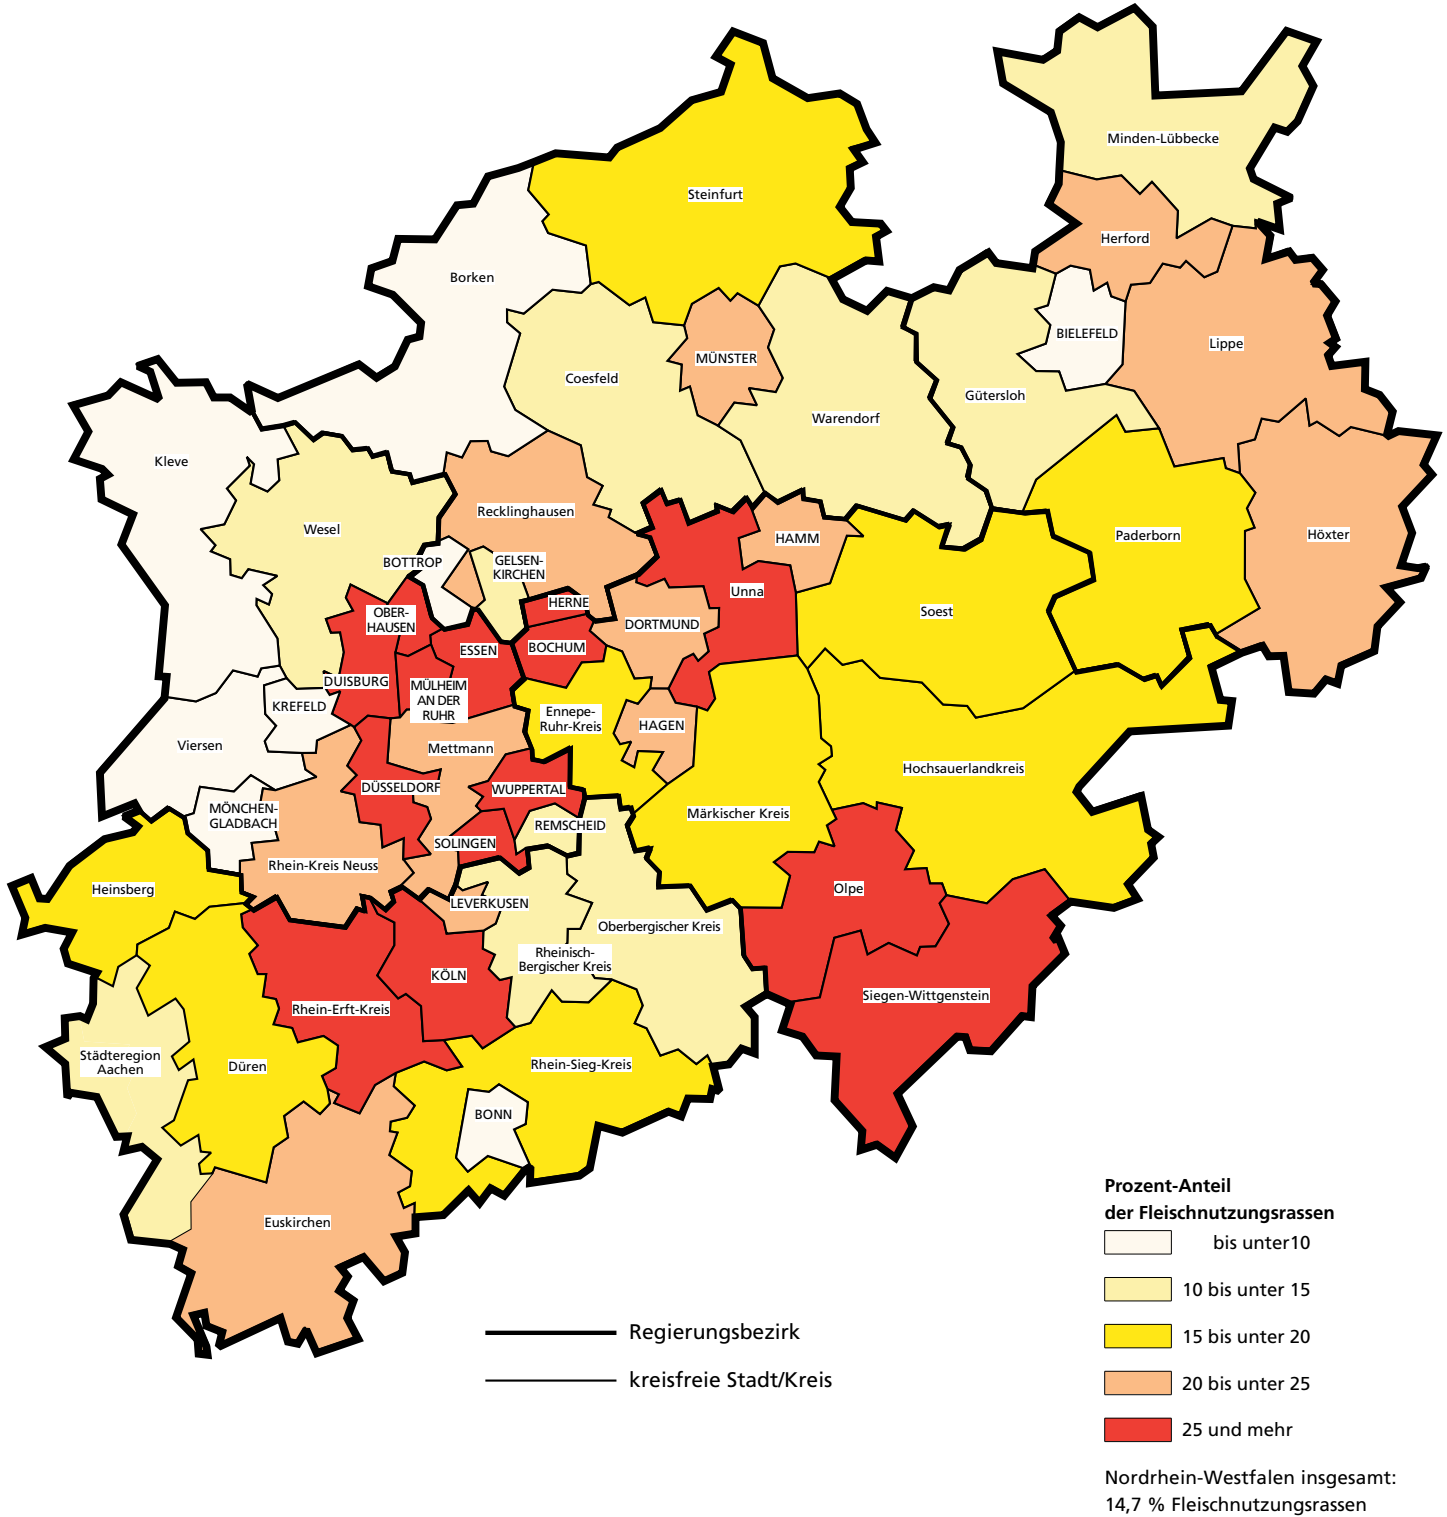 Minden-Lübbecke
Steinfurt
Herford
Borken
BIELEFELD
Lippe
MÜNSTER
Coesfeld
Gütersloh
Warendorf
Höxter
Kleve
Recklinghausen
Wesel
Paderborn
HAMM
BOTTROP
GELSEN-
KIRCHEN
Unna
HERNE
Soest
OBER-
HAUSEN
DORTMUND
ESSEN
BOCHUM
DUISBURG
MÜLHEIM
AN DER
RUHR
KREFELD
Ennepe-
Ruhr-Kreis
HAGEN
Viersen
Mettmann
Hochsauerlandkreis
DÜSSELDORF
WUPPERTAL
MÖNCHEN-
GLADBACH
Märkischer Kreis
REMSCHEID
SOLINGEN
Rhein-Kreis Neuss
Heinsberg
Olpe
LEVERKUSEN
Oberbergischer Kreis
Rheinisch-
Bergischer Kreis
KÖLN
Siegen-Wittgenstein
Rhein-Erft-Kreis
Städteregion
Aachen
Düren
Rhein-Sieg-Kreis
BONN
Euskirchen
Prozent-Anteil
der Fleischnutzungsrassen
bis unter10
10 bis unter 15
15 bis unter 20
20 bis unter 25
25 und mehr
Regierungsbezirk
kreisfreie Stadt/Kreis
Nordrhein-Westfalen insgesamt:
14,7 % Fleischnutzungsrassen